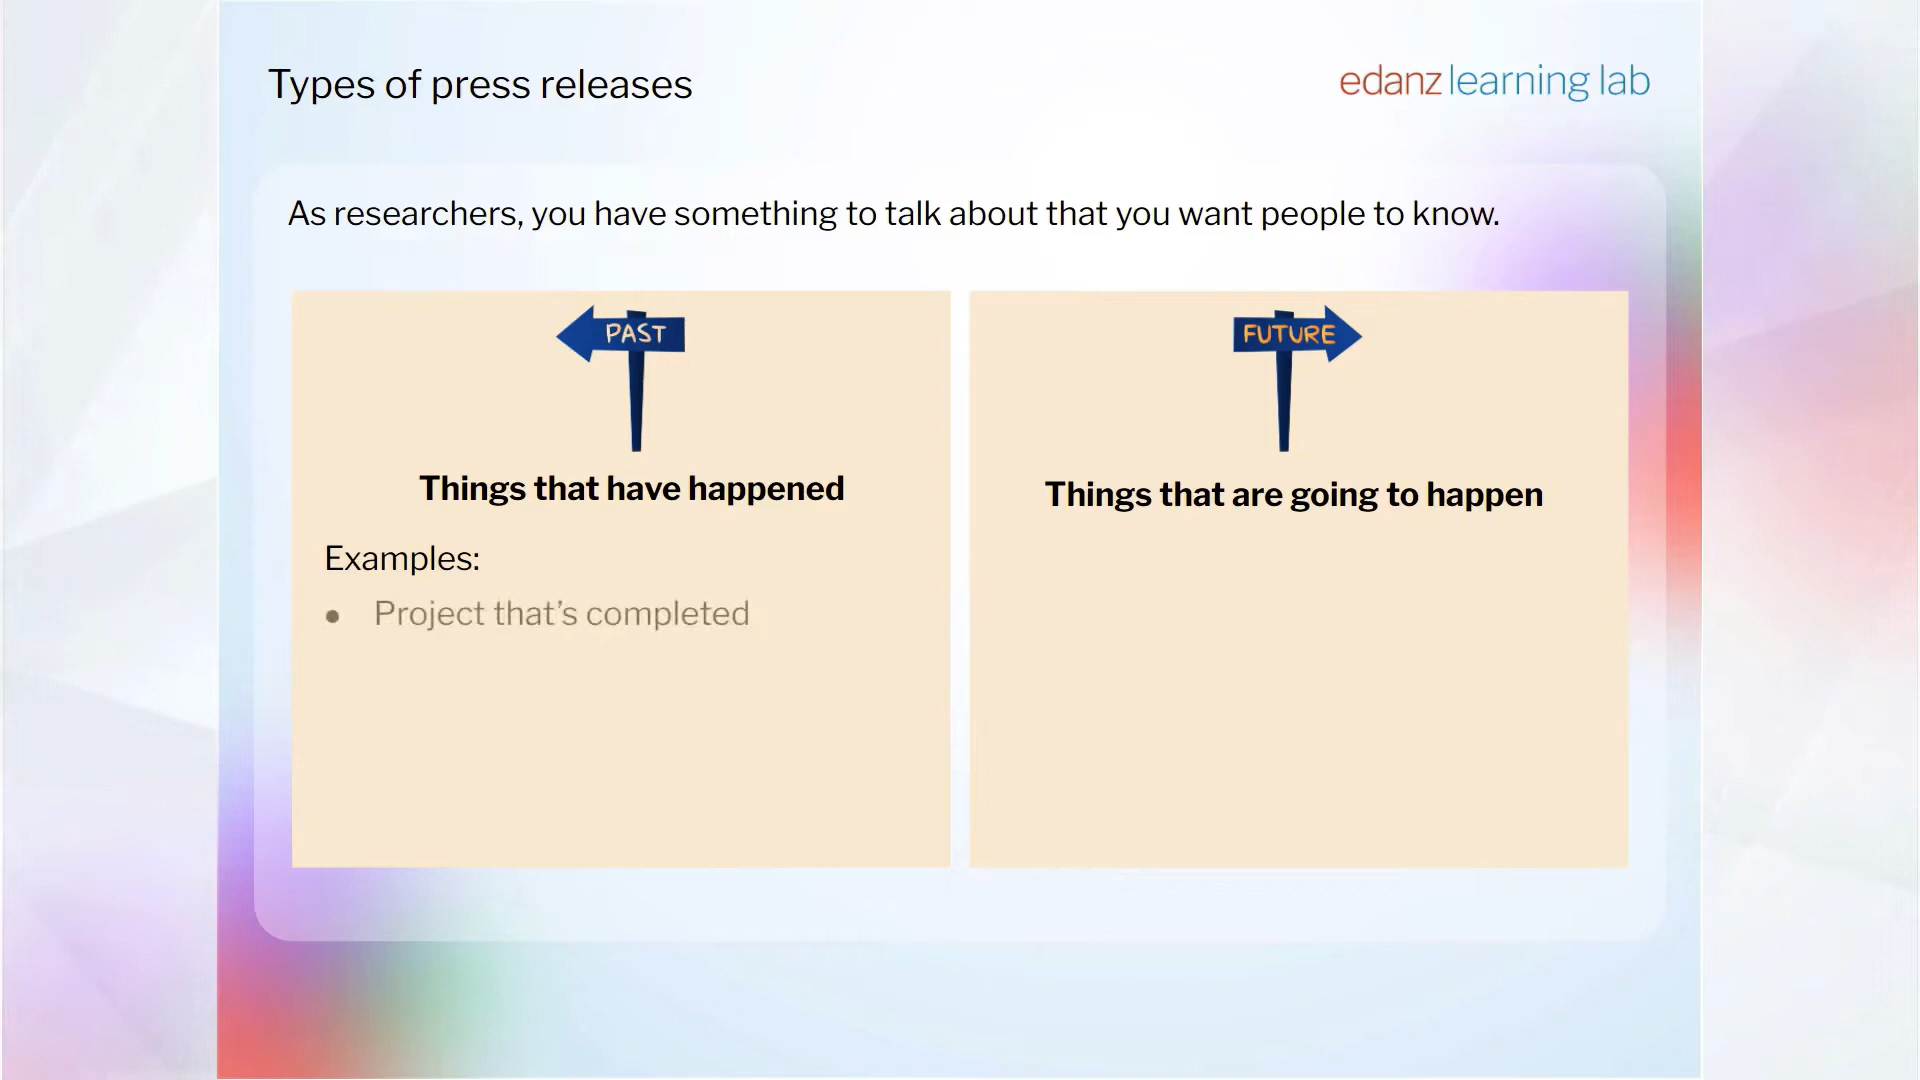 Types of press releases
edanz learning lab
As researchers, you have something to talk about that you want people to know.
PAST
Things that have happened
Examples:
● Project that’s completed
FUTURE
Things that are going to happen